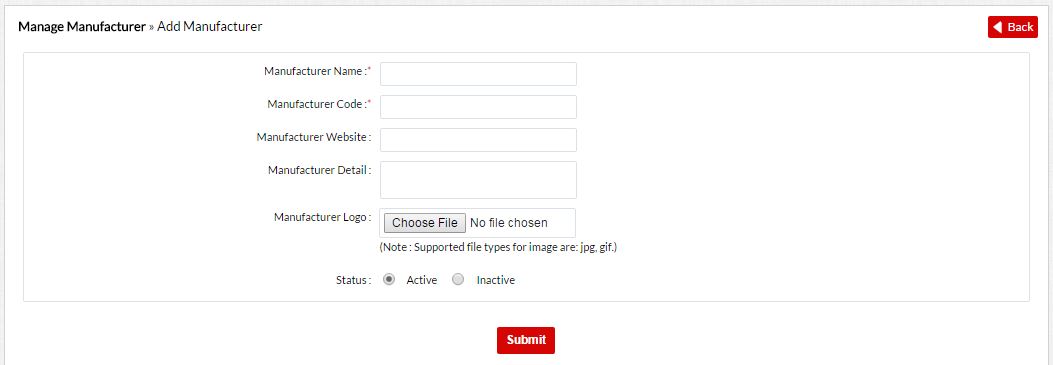 Manage Manufacturer » Add Manufacturer
Back
Manufacturer Name :*
Manufacturer Code :*
Manufacturer Website :
Manufacturer Detail :
Manufacturer Logo : Choose File No file chosen
(Note : Supported file types for image are: jpg, gif.)
Status : Active Inactive
Submit